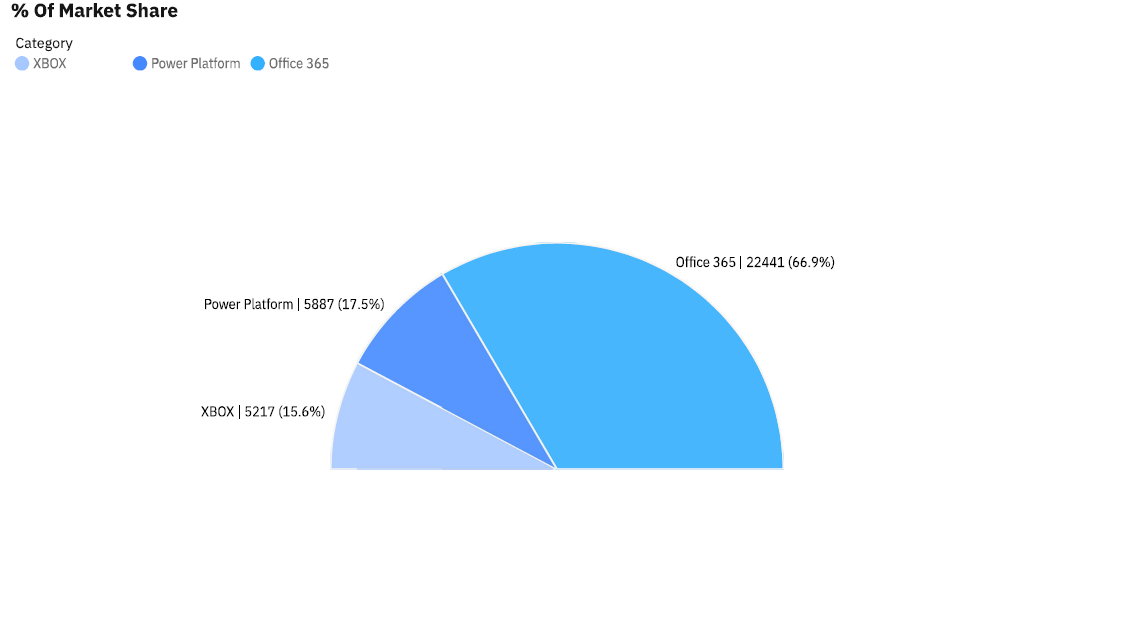 % Of Market Share
Category
XBOX Power Platform Office 365
Office 365 | 22441 (66.9%)
Power Platform | 5887 (17.5%)
XBOX | 5217 (15.6%)